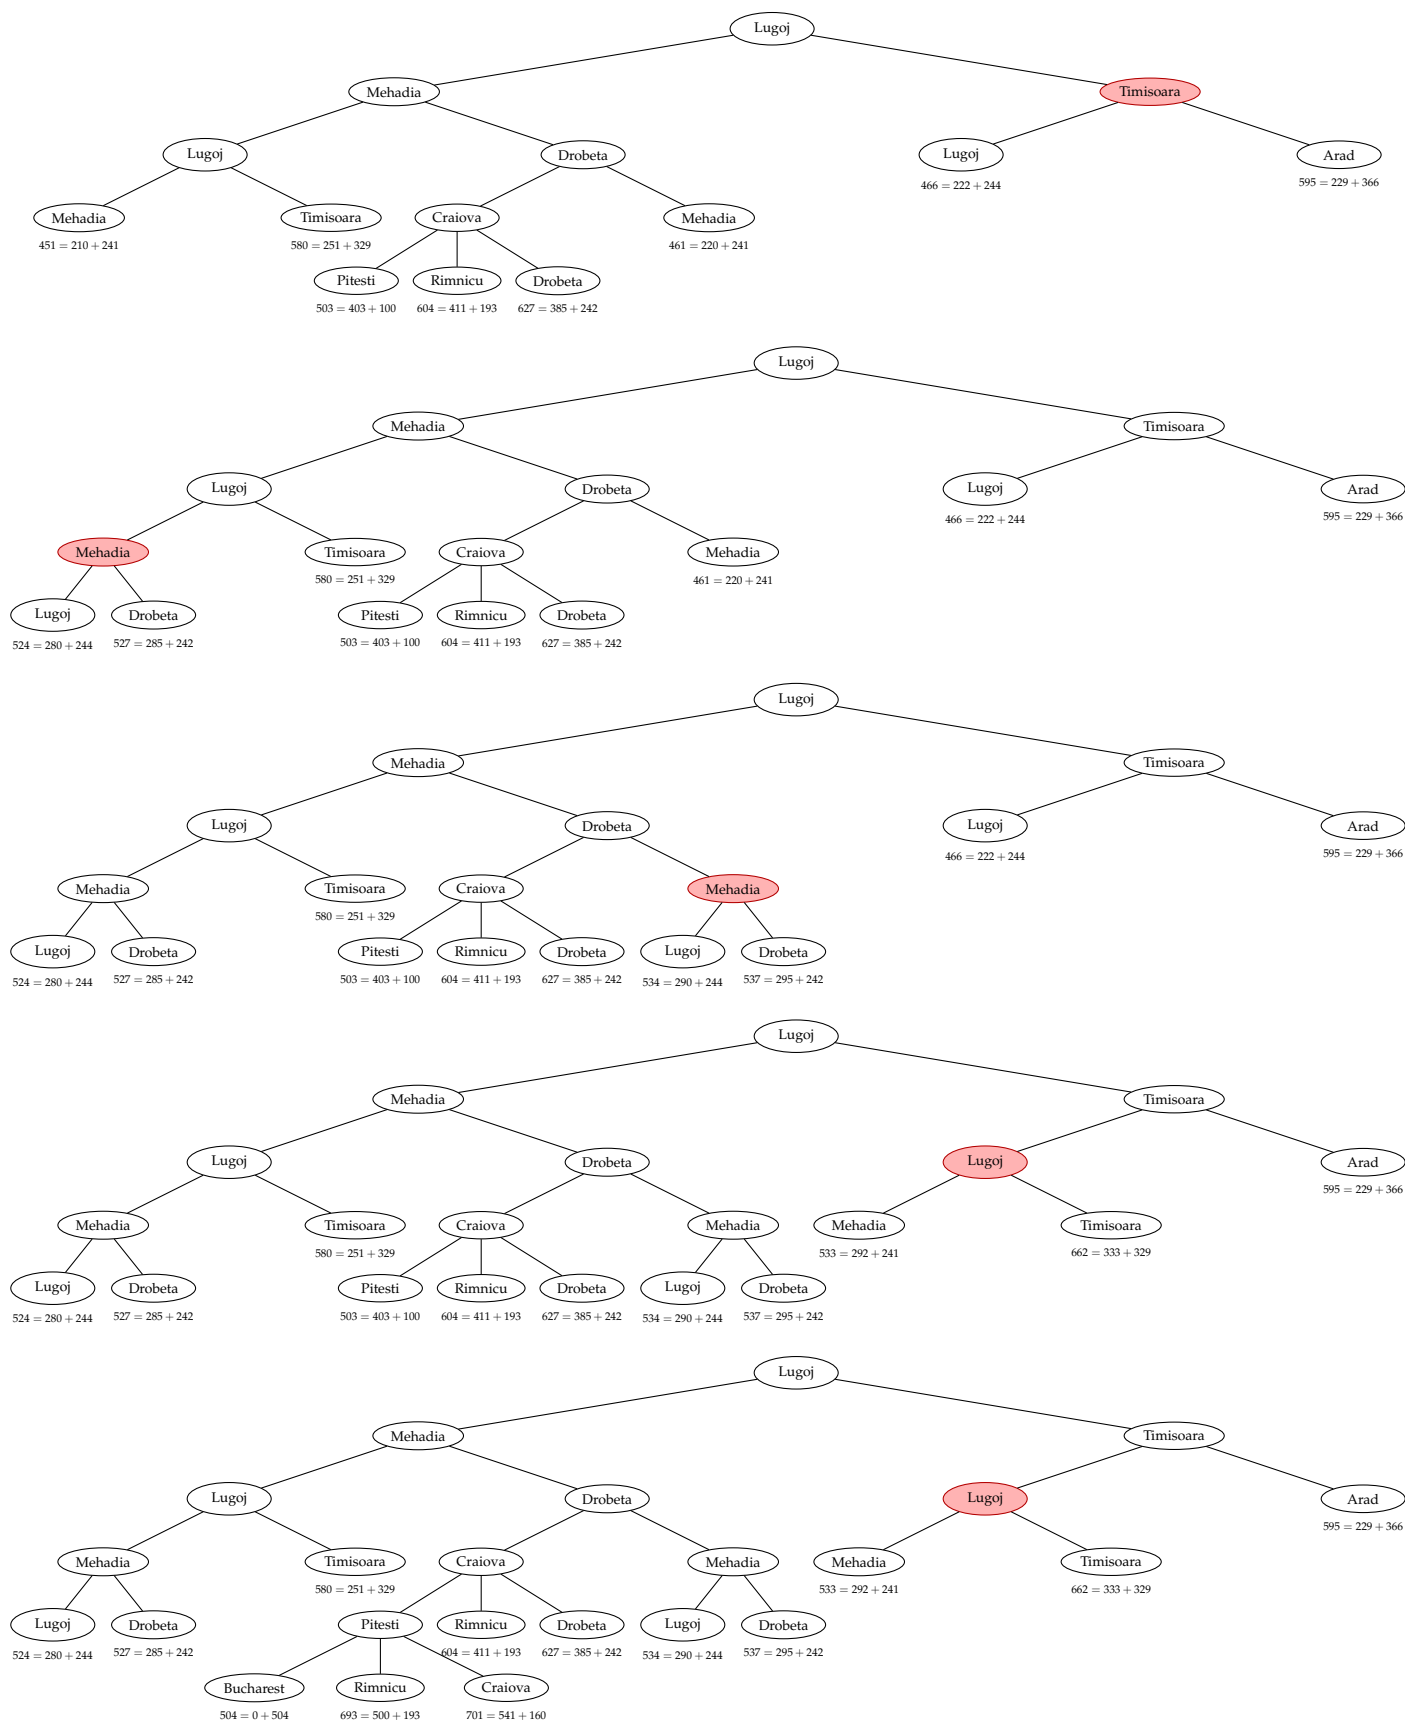 Lugoj
Mehadia Timisoara
Lugoj Drobeta Lugoj Arad
466 = 222 + 244 595 = 229 + 366
Mehadia Timisoara Craiova Mehadia
451 = 210 + 241 580 = 251 + 329 461 = 220 + 241
Pitesti Rimnicu Drobeta
503 = 403 + 100 604 = 411 + 193 627 = 385 + 242
Lugoj
Mehadia Timisoara
Lugoj Drobeta Lugoj Arad
466 = 222 + 244 595 = 229 + 366
Mehadia Timisoara Craiova Mehadia
580 = 251 + 329 461 = 220 + 241
Lugoj Drobeta Pitesti Rimnicu Drobeta
524 = 280 + 244 527 = 285 + 242 503 = 403 + 100 604 = 411 + 193 627 = 385 + 242
Lugoj
Mehadia Timisoara
Lugoj Drobeta Lugoj Arad
466 = 222 + 244 595 = 229 + 366
Mehadia Timisoara Craiova Mehadia
580 = 251 + 329
Lugoj Drobeta Pitesti Rimnicu Drobeta Lugoj Drobeta
524 = 280 + 244 527 = 285 + 242 503 = 403 + 100 604 = 411 + 193 627 = 385 + 242 534 = 290 + 244 537 = 295 + 242
Lugoj
Mehadia Timisoara
Lugoj Drobeta Lugoj Arad
595 = 229 + 366
Mehadia Timisoara Craiova Mehadia Mehadia Timisoara
580 = 251 + 329 533 = 292 + 241 662 = 333 + 329
Lugoj Drobeta Pitesti Rimnicu Drobeta Lugoj Drobeta
524 = 280 + 244 527 = 285 + 242 503 = 403 + 100 604 = 411 + 193 627 = 385 + 242 534 = 290 + 244 537 = 295 + 242
Lugoj
Mehadia Timisoara
Lugoj Drobeta Lugoj Arad
595 = 229 + 366
Mehadia Timisoara Craiova Mehadia Mehadia Timisoara
580 = 251 + 329 533 = 292 + 241 662 = 333 + 329
Lugoj Drobeta Pitesti Rimnicu Drobeta Lugoj Drobeta
524 = 280 + 244 527 = 285 + 242 604 = 411 + 193 627 = 385 + 242 534 = 290 + 244 537 = 295 + 242
Bucharest Rimnicu Craiova
504 = 0 + 504 693 = 500 + 193 701 = 541 + 160